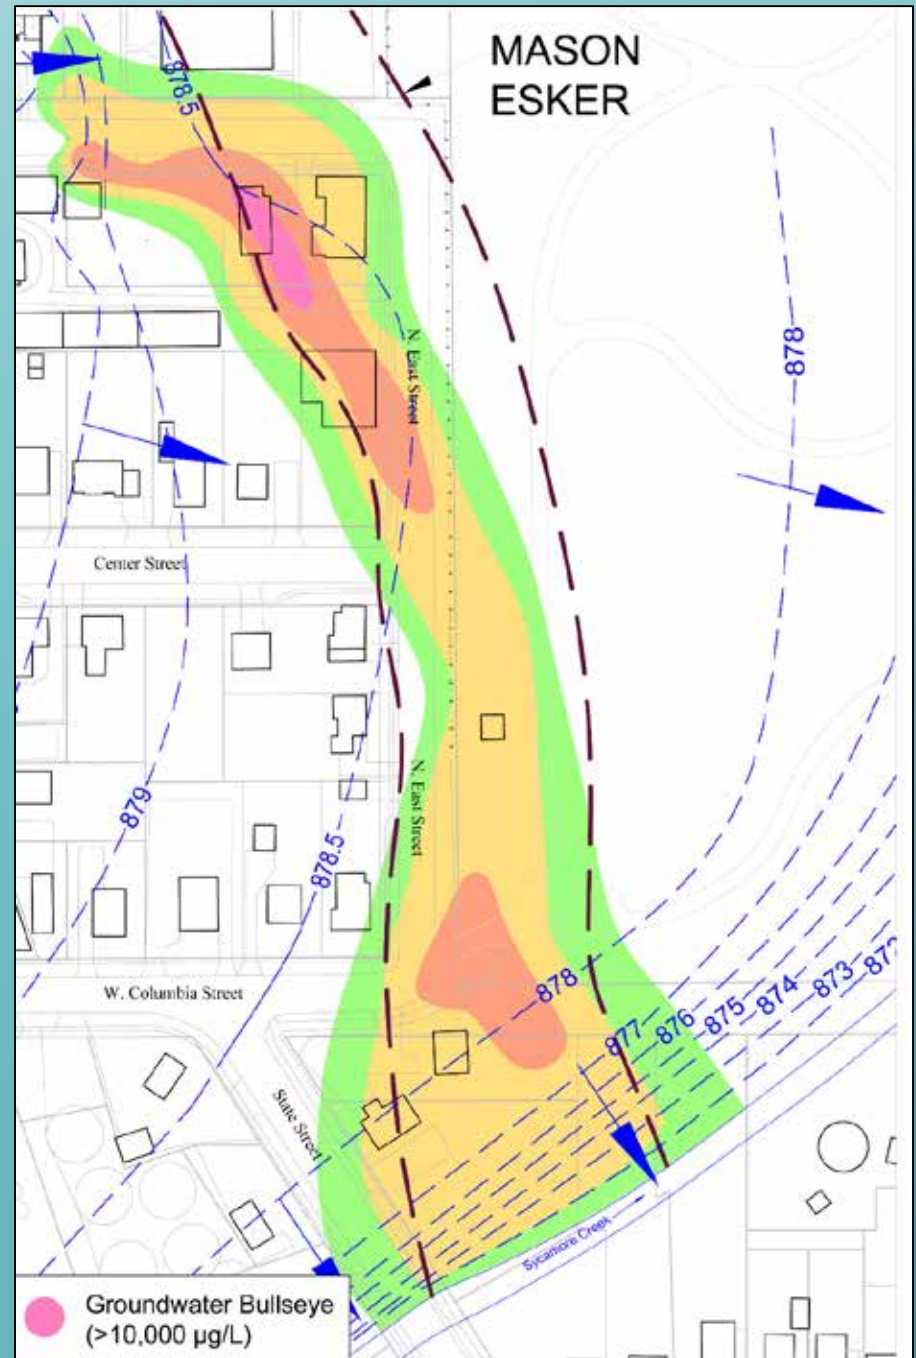 MASON
ESKER
878.5
N. East Street
878
Center Street
879
N. East Street
878.5
W. Columbia Street
878
877
876
875
874
873
872
State Street
Sycamore Creek
Groundwater Bullseye
(>10,000 µg/L)